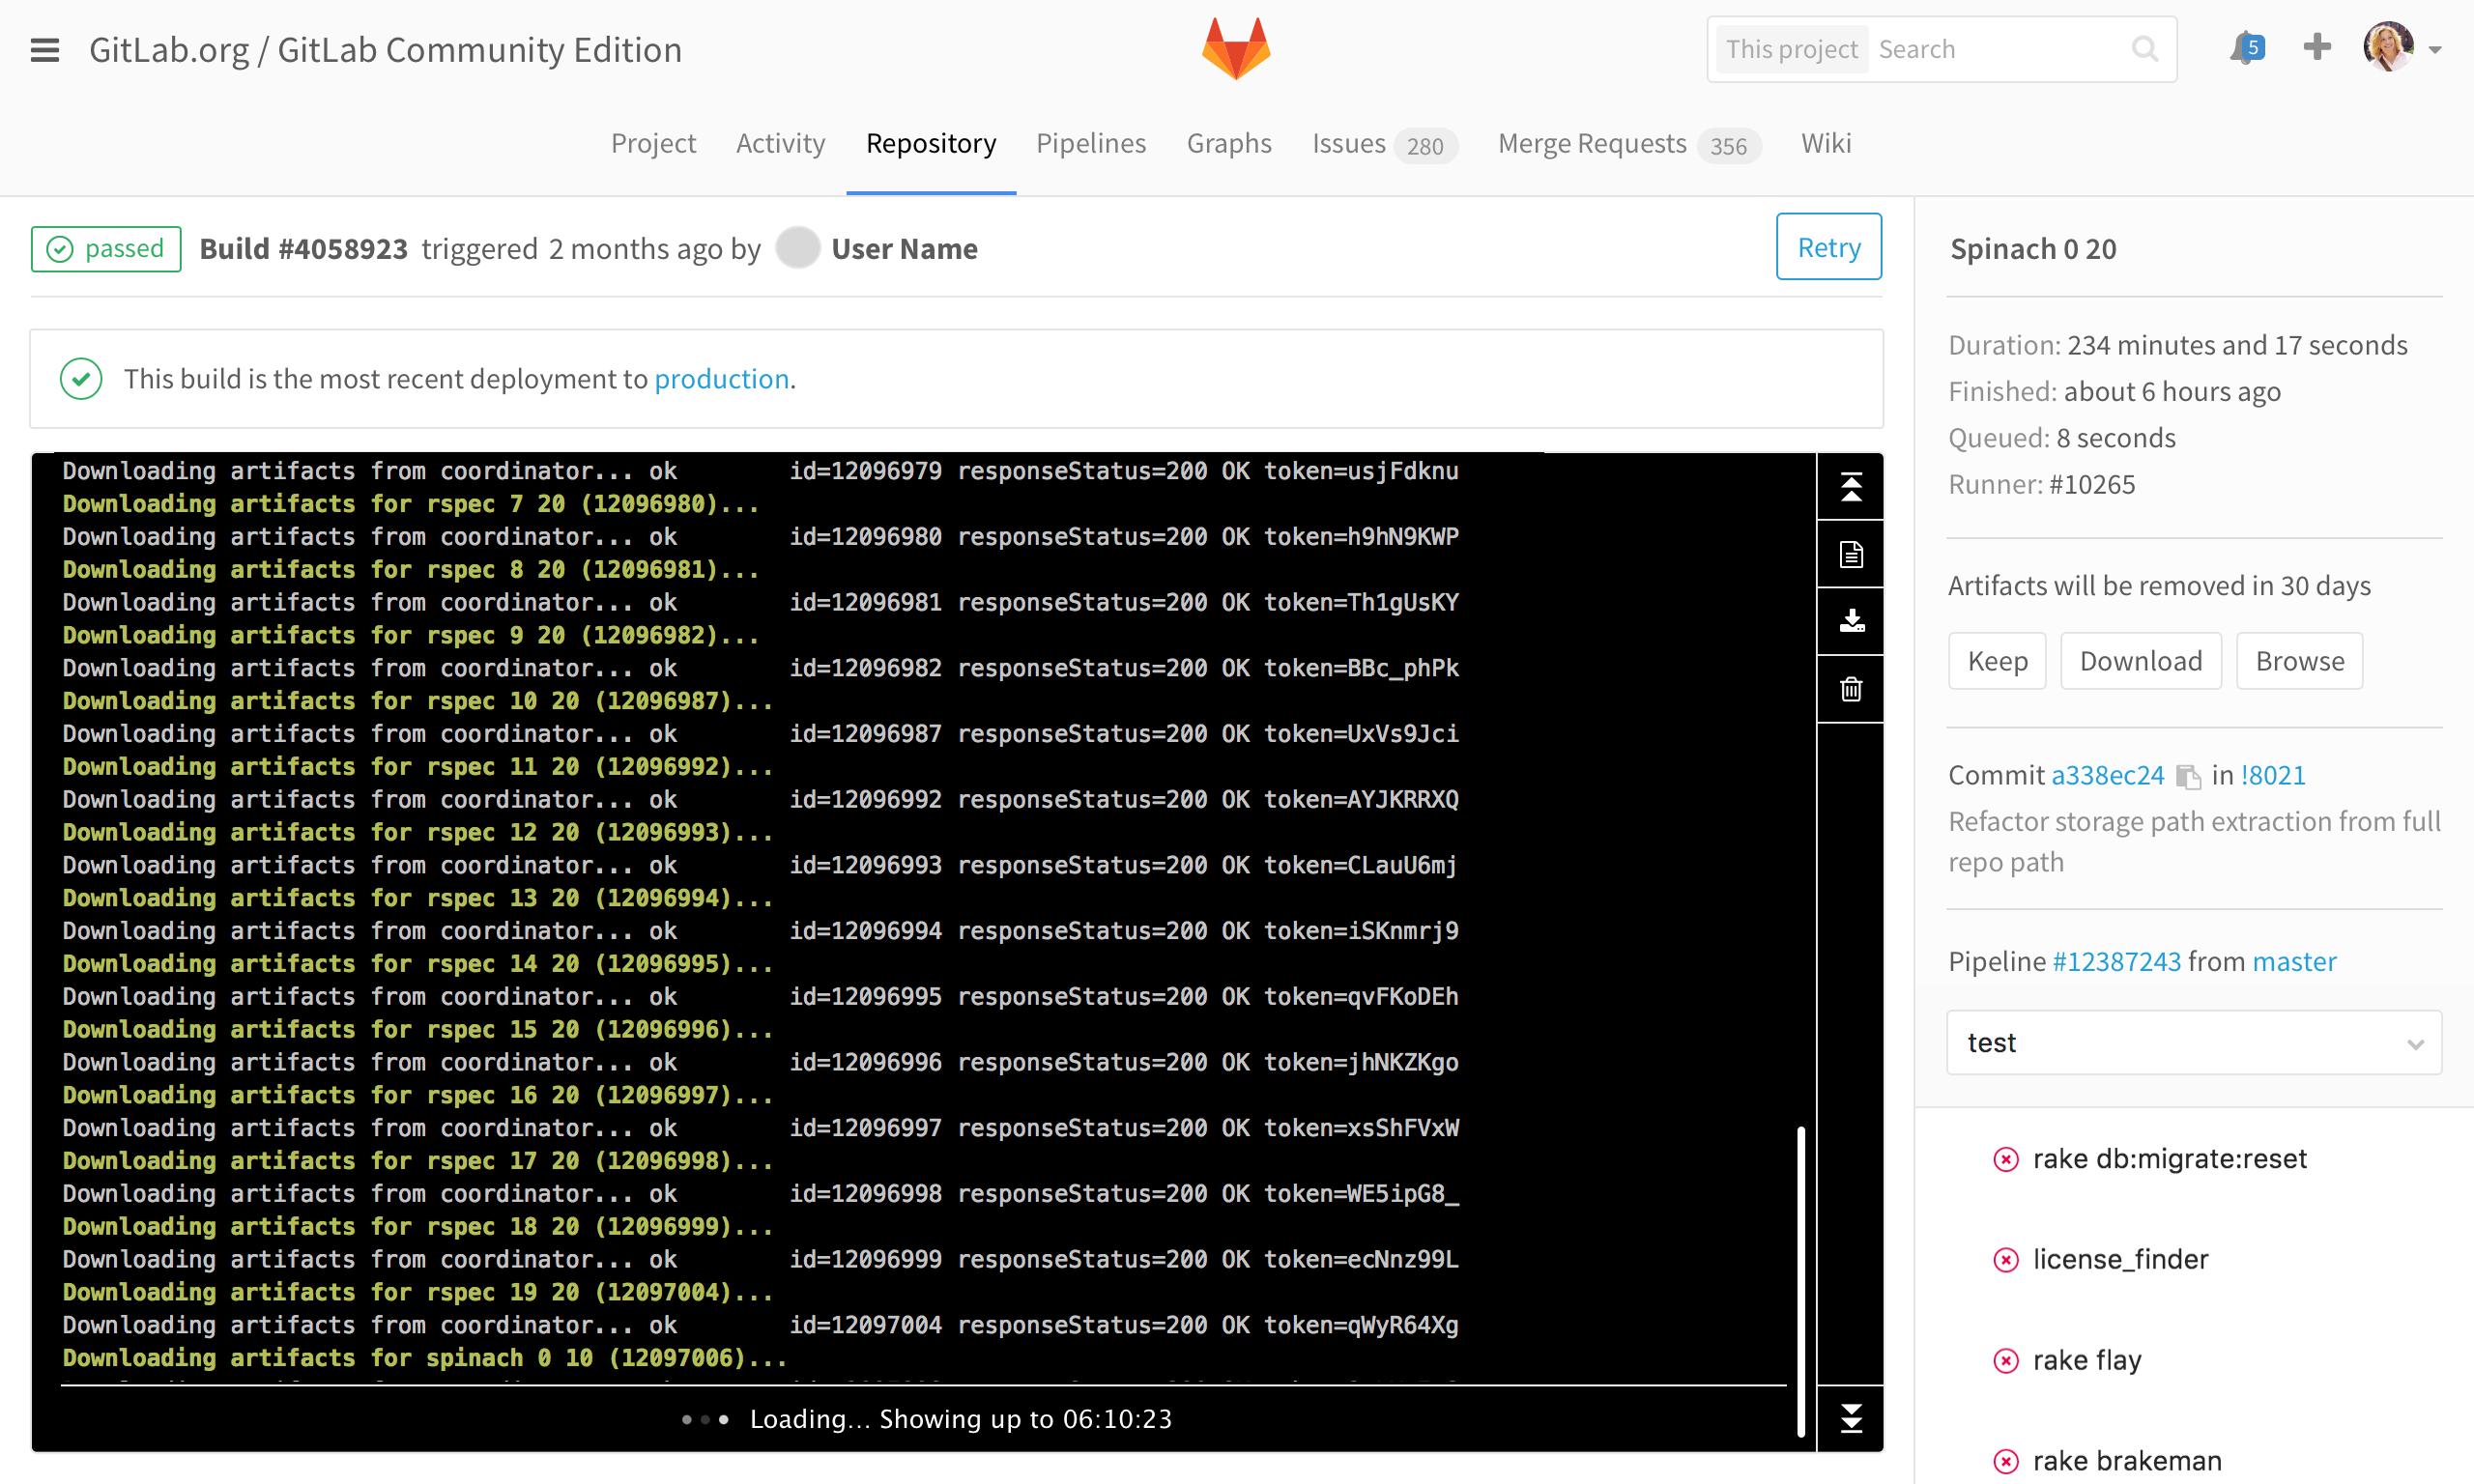 GitLab.org / GitLab Community Edition
This project Search
5
Project Activity Repository Pipelines Graphs Issues 280 Merge Requests 356 Wiki
passed Build #4058923 triggered 2 months ago by User Name
Retry
This build is the most recent deployment to production.
Downloading artifacts from coordinator... ok id=12096979 responseStatus=200 OK token=usjFdknu
Downloading artifacts for rspec 7 20 (12096980)...
Downloading artifacts from coordinator... ok id=12096980 responseStatus=200 OK token=h9hN9KWP
Downloading artifacts for rspec 8 20 (12096981)...
Downloading artifacts from coordinator... ok id=12096981 responseStatus=200 OK token=Th1gUsKY
Downloading artifacts for rspec 9 20 (12096982)...
Downloading artifacts from coordinator... ok id=12096982 responseStatus=200 OK token=BBc_phPk
Downloading artifacts for rspec 10 20 (12096987)...
Downloading artifacts from coordinator... ok id=12096987 responseStatus=200 OK token=UxVs9Jci
Downloading artifacts for rspec 11 20 (12096992)...
Downloading artifacts from coordinator... ok id=12096992 responseStatus=200 OK token=AYJKRRXQ
Downloading artifacts for rspec 12 20 (12096993)...
Downloading artifacts from coordinator... ok id=12096993 responseStatus=200 OK token=CLauU6mj
Downloading artifacts for rspec 13 20 (12096994)...
Downloading artifacts from coordinator... ok id=12096994 responseStatus=200 OK token=iSKnmrj9
Downloading artifacts for rspec 14 20 (12096995)...
Downloading artifacts from coordinator... ok id=12096995 responseStatus=200 OK token=qvFKoDEh
Downloading artifacts for rspec 15 20 (12096996)...
Downloading artifacts from coordinator... ok id=12096996 responseStatus=200 OK token=jhNKZKgo
Downloading artifacts for rspec 16 20 (12096997)...
Downloading artifacts from coordinator... ok id=12096997 responseStatus=200 OK token=xsShFVxW
Downloading artifacts for rspec 17 20 (12096998)...
Downloading artifacts from coordinator... ok id=12096998 responseStatus=200 OK token=WE5ipG8_
Downloading artifacts for rspec 18 20 (12096999)...
Downloading artifacts from coordinator... ok id=12096999 responseStatus=200 OK token=ecNnz99L
Downloading artifacts for rspec 19 20 (12097004)...
Downloading artifacts from coordinator... ok id=12097004 responseStatus=200 OK token=qWyR64Xg
Downloading artifacts for spinach 0 10 (12097006)...
Loading... Showing up to 06:10:23
Spinach 0 20
Duration: 234 minutes and 17 seconds
Finished: about 6 hours ago
Queued: 8 seconds
Runner: #10265
Artifacts will be removed in 30 days
Keep Download Browse
Commit a338ec24 in !8021
Refactor storage path extraction from full
repo path
Pipeline #12387243 from master
test
rake db:migrate:reset
license_finder
rake flay
rake brakeman